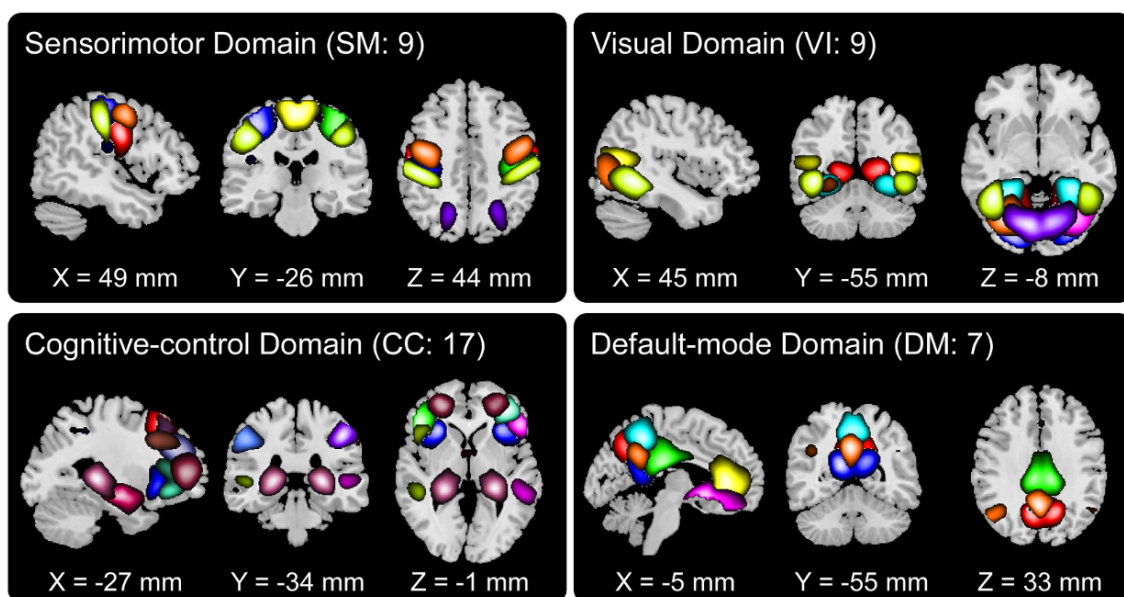 Sensorimotor Domain (SM: 9)
X = 49 mm Y = -26 mm Z = 44 mm
Visual Domain (VI: 9)
X = 45 mm Y = -55 mm Z = -8 mm
Cognitive-control Domain (CC: 17)
X = -27 mm Y = -34 mm Z = -1 mm
Default-mode Domain (DM: 7)
X = -5 mm Y = -55 mm Z = 33 mm